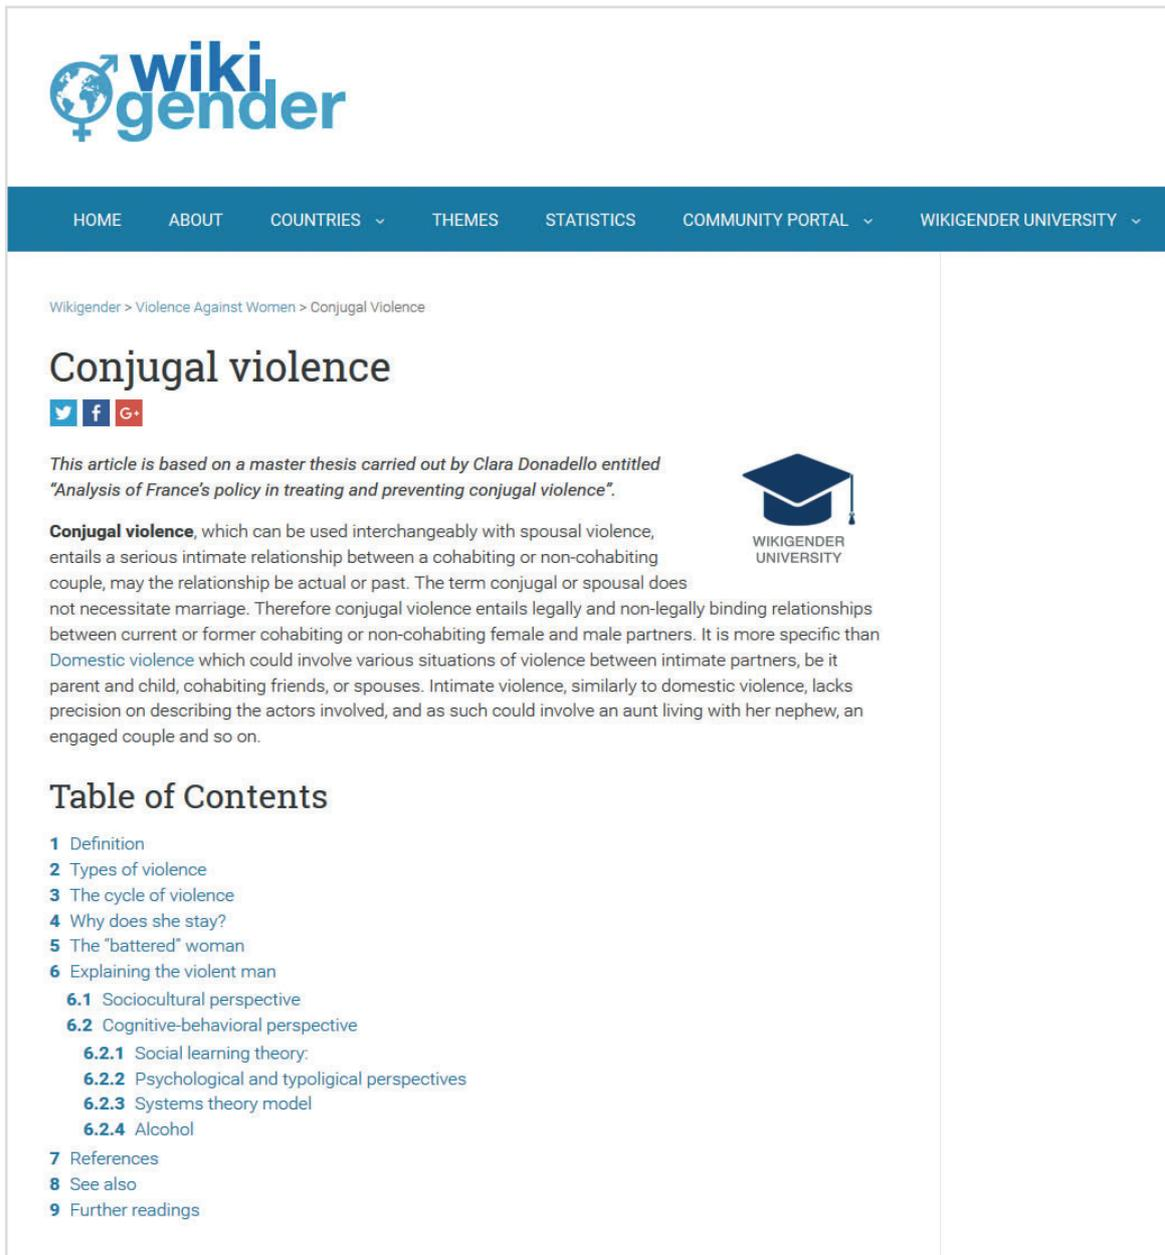 wiki
gender
HOME ABOUT COUNTRIES THEMES STATISTICS COMMUNITY PORTAL WIKIGENDER UNIVERSITY
Wikigender > Violence Against Women > Conjugal Violence
Conjugal violence
f G+
This article is based on a master thesis carried out by Clara Donadello entitled
“Analysis of France’s policy in treating and preventing conjugal violence”.
WIKIGENDER
UNIVERSITY
Conjugal violence, which can be used interchangeably with spousal violence,
entails a serious intimate relationship between a cohabiting or non-cohabiting
couple, may the relationship be actual or past. The term conjugal or spousal does
not necessitate marriage. Therefore conjugal violence entails legally and non-legally binding relationships
between current or former cohabiting or non-cohabiting female and male partners. It is more specific than
Domestic violence which could involve various situations of violence between intimate partners, be it
parent and child, cohabiting friends, or spouses. Intimate violence, similarly to domestic violence, lacks
precision on describing the actors involved, and as such could involve an aunt living with her nephew, an
engaged couple and so on.
Table of Contents
1 Definition
2 Types of violence
3 The cycle of violence
4 Why does she stay?
5 The "battered" woman
6 Explaining the violent man
6.1 Sociocultural perspective
6.2 Cognitive-behavioral perspective
6.2.1 Social learning theory:
6.2.2 Psychological and typoligical perspectives
6.2.3 Systems theory model
6.2.4 Alcohol
7 References
8 See also
9 Further readings